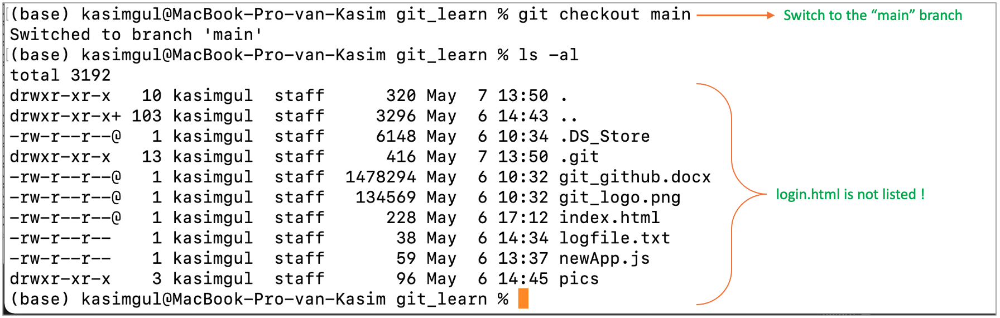 (base) kasimgul@MacBook-Pro-van-Kasim git_learn % git checkout main
Switch to the “main” branch
Switched to branch 'main'
(base) kasimgul@MacBook-Pro-van-Kasim git_learn % ls -al
total 3192
drwxr-xr-x 10 kasimgul staff 320 May 7 13:50 .
drwxr-xr-x+ 103 kasimgul staff 3296 May 6 14:43 ..
-rw-r--r--@ 1 kasimgul staff 6148 May 6 10:34 .DS_Store
drwxr-xr-x 13 kasimgul staff 416 May 7 13:50 .git
-rw-r--r--@ 1 kasimgul staff 1478294 May 6 10:32 git_github.docx
-rw-r--r--@ 1 kasimgul staff 134569 May 6 10:32 git_logo.png
-rw-r--r--@ 1 kasimgul staff 228 May 6 17:12 index.html
-rw-r--r-- 1 kasimgul staff 38 May 6 14:34 logfile.txt
-rw-r--r-- 1 kasimgul staff 59 May 6 13:37 newApp.js
drwxr-xr-x 3 kasimgul staff 96 May 6 14:45 pics
(base) kasimgul@MacBook-Pro-van-Kasim git_learn %
login.html is not listed !